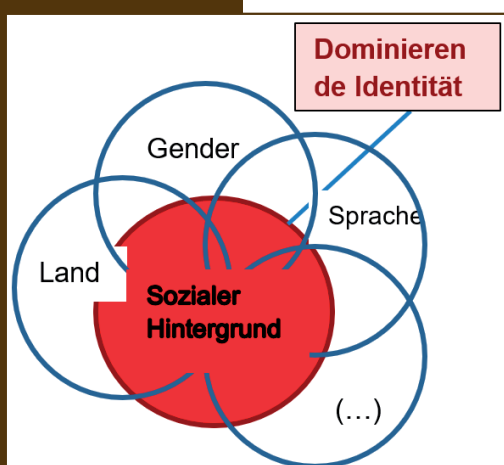 Dominieren
de Identität
Gender
Sprache
Land
Sozialer
Hintergrund
(...)